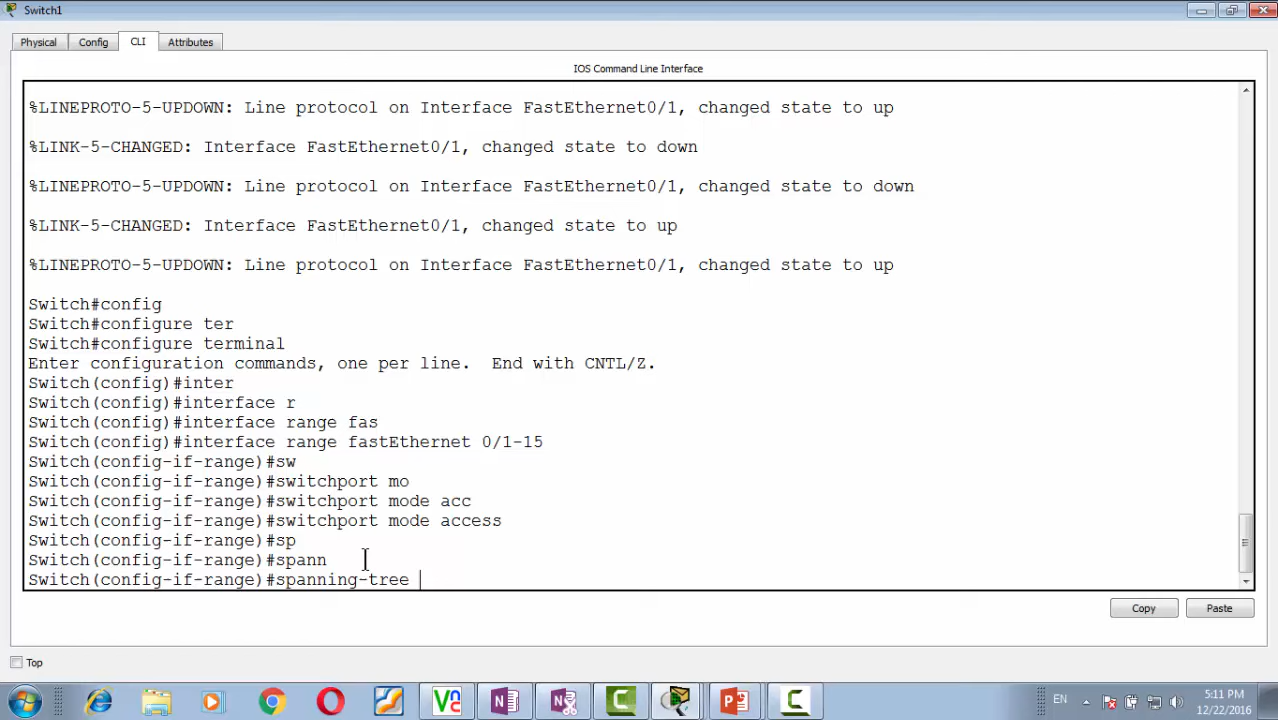 Switch1
Physical
Config
CLI
Attributes
IOS Command Line Interface
%LINEPROTO-5-UPDOWN: Line protocol on Interface FastEthernet0/1, changed state to up
%LINK-5-CHANGED: Interface FastEthernet0/1, changed state to down
%LINEPROTO-5-UPDOWN: Line protocol on Interface FastEthernet0/1, changed state to down
%LINK-5-CHANGED: Interface FastEthernet0/1, changed state to up
%LINEPROTO-5-UPDOWN: Line protocol on Interface FastEthernet0/1, changed state to up
Switch#config
Switch#configure ter
Switch#configure terminal
Enter configuration commands, one per line.  End with CNTL/Z.
Switch(config)#inter
Switch(config)#interface r
Switch(config)#interface range fas
Switch(config)#interface range fastEthernet 0/1-15
Switch(config-if-range)#sw
Switch(config-if-range)#switchport mo
Switch(config-if-range)#switchport mode acc
Switch(config-if-range)#switchport mode access
Switch(config-if-range)#sp
Switch(config-if-range)#spann
Switch(config-if-range)#spanning-tree
Copy
Paste
Top
EN
5:11 PM
12/22/2016